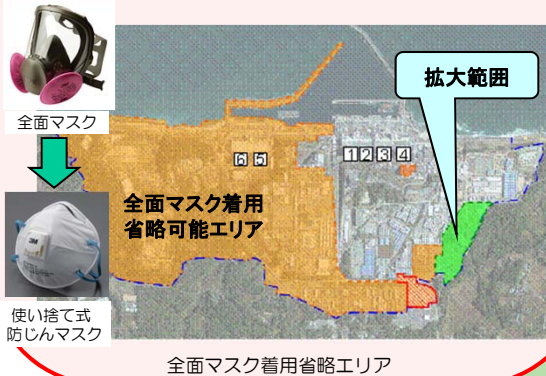 全面マスク
使い捨て式
防じんマスク
全面マスク着用
省略可能エリア
6 5
1 2 3 4
拡大範囲
3M
全面マスク着用省略エリア